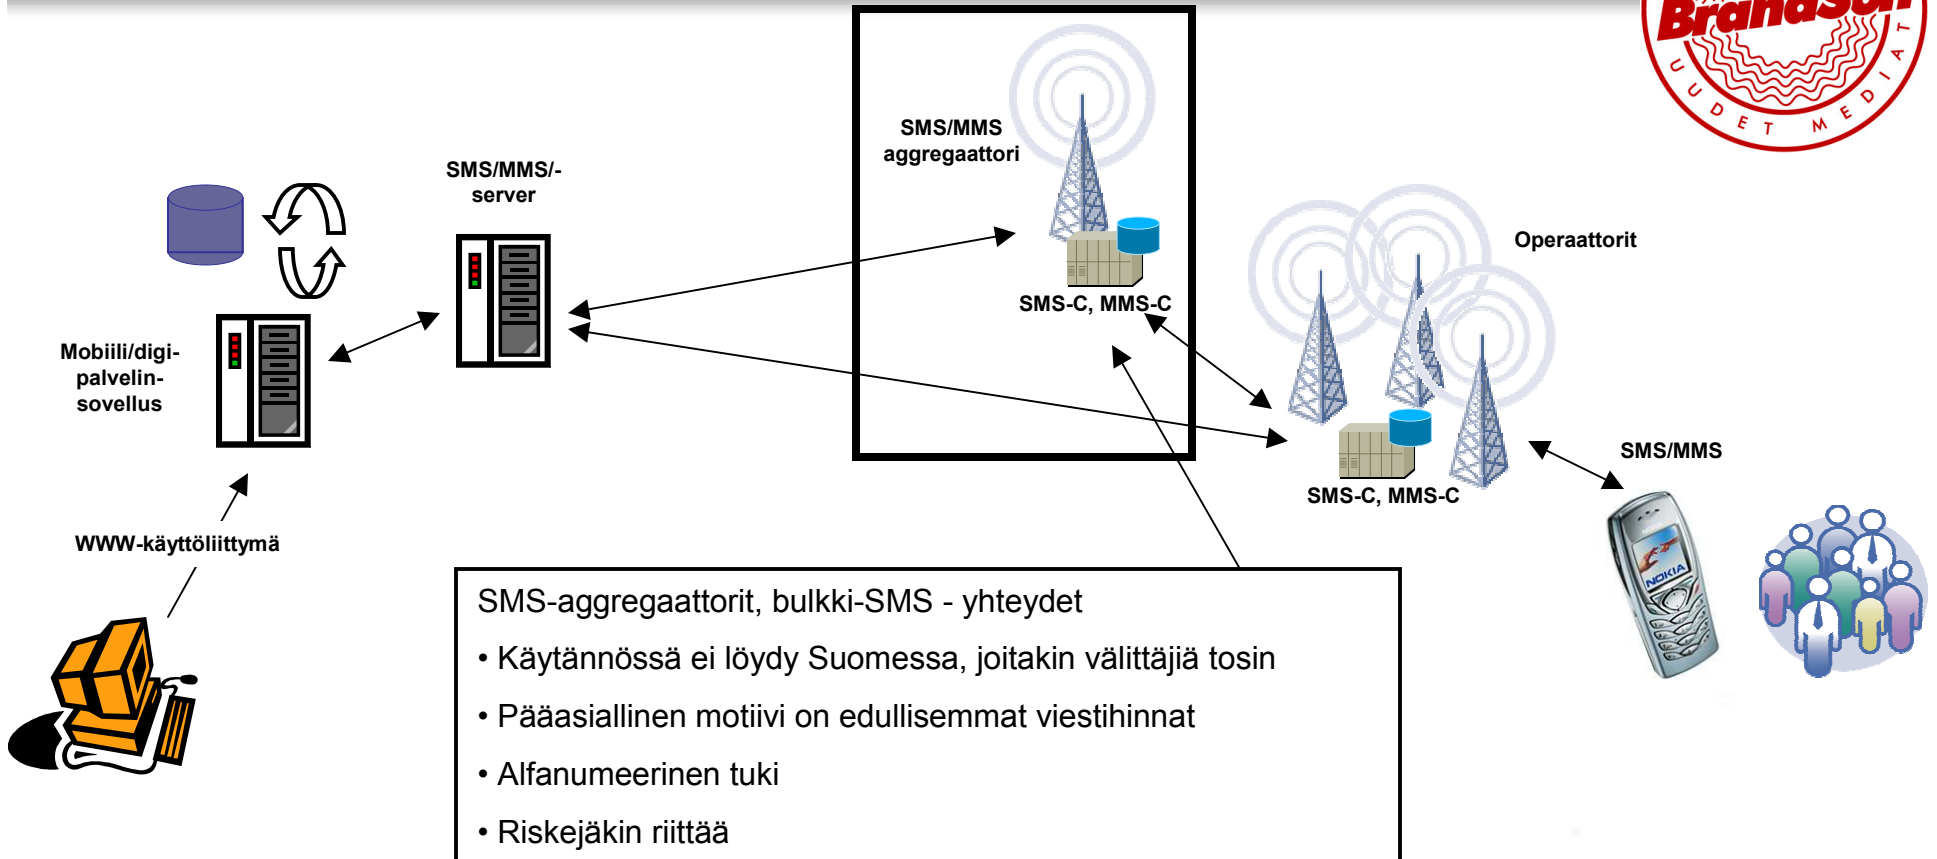 BrandSon
UUDET MEDIAT
SMS/MMS
aggregaattori
SMS/MMS/-
server
Operaattorit
SMS-C, MMS-C
Mobiili/digi-
palvelin-
sovellus
SMS/MMS
SMS-C, MMS-C
WWW-käyttöliittymä
NOKIA
SMS-aggregaattorit, bulkki-SMS - yhteydet
• Käytännössä ei löydy Suomessa, joitakin välittäjiä tosin
• Pääasiallinen motiivi on edullisemmat viestihinnat
• Alfanumeerinen tuki
• Riskejäkin riittää